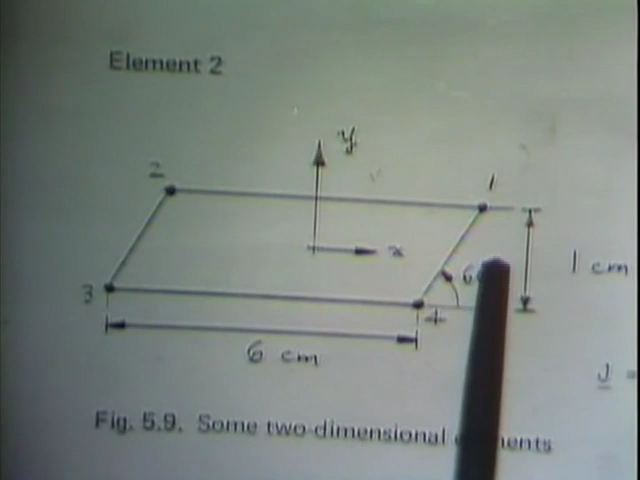 Element 2
y
2
1
x
1 cm
3
4
6 cm
J =
Fig. 5.9. Some two-dimensional